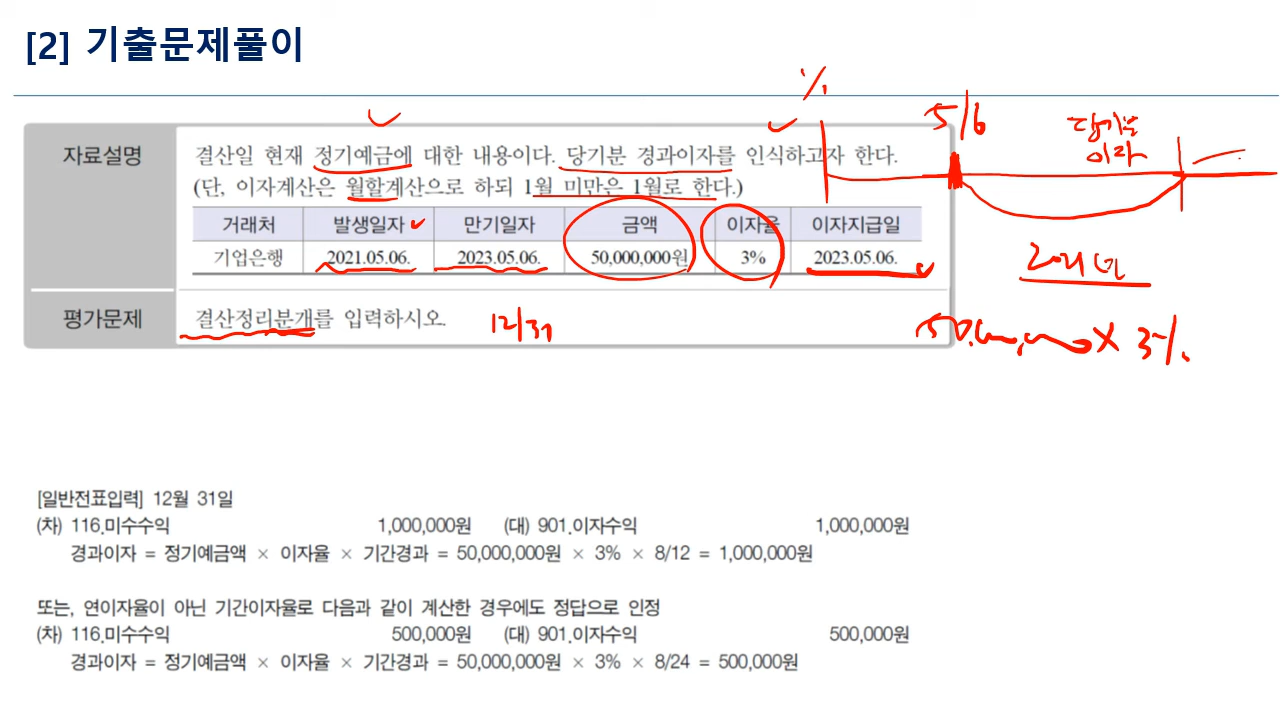 [2] 기출문제풀이
자료설명
결산일 현재 정기예금에 대한 내용이다. 당기분 경과이자를 인식하고자 한다.
(단, 이자계산은 월할계산으로 하되 1월 미만은 1월로 한다.)
거래처 발생일자 만기일자 금액 이자율 이자지급일
기업은행 2021.05.06. 2023.05.06. 50,000,000원 3% 2023.05.06.
평가문제
결산정리분개를 입력하시오.
12/31
5/6
당기분
이자
2021년
50,000,000 X 3%
[일반전표입력] 12월 31일
(차) 116.미수수익 1,000,000원 (대) 901.이자수익 1,000,000원
경과이자 = 정기예금액 × 이자율 × 기간경과 = 50,000,000원 × 3% × 8/12 = 1,000,000원
또는, 연이자율이 아닌 기간이자율로 다음과 같이 계산한 경우에도 정답으로 인정
(차) 116.미수수익 500,000원 (대) 901.이자수익 500,000원
경과이자 = 정기예금액 × 이자율 × 기간경과 = 50,000,000원 × 3% × 8/24 = 500,000원